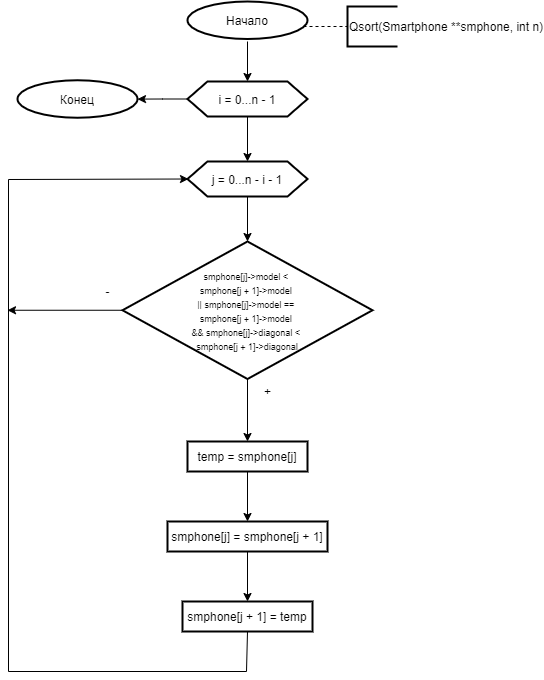 Начало
Qsort(Smartphone **smphone, int n)
Конец
i = 0...n - 1
j = 0...n - i - 1
smphone[j]->model <
smphone[j + 1]->model
|| smphone[j]->model ==
smphone[j + 1]->model
&& smphone[j]->diagonal <
smphone[j + 1]->diagonal
-
+
temp = smphone[j]
smphone[j] = smphone[j + 1]
smphone[j + 1] = temp